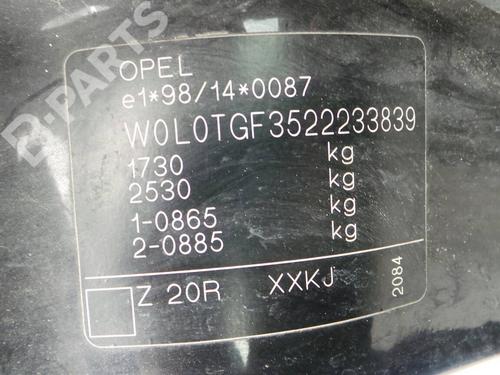 B-PARTS
OPEL
e1*98/14*0087
W0L0TGF3522233839
1730 kg
2530 kg
1-0865 kg
2-0885 kg
Z 20R XXKJ 2084